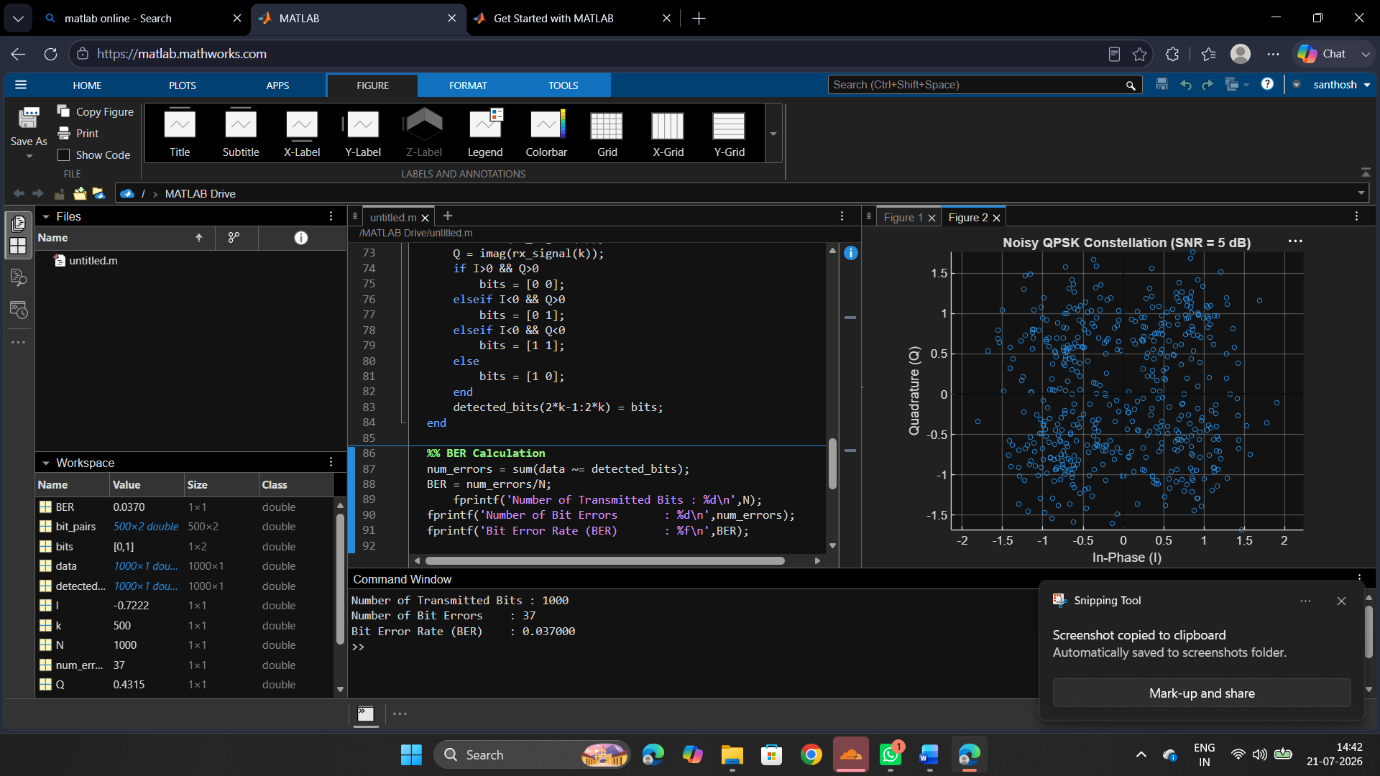 matlab online - Search
MATLAB
Get Started with MATLAB
https://matlab.mathworks.com
Chat
HOME
PLOTS
APPS
FIGURE
FORMAT
TOOLS
Search (Ctrl+Shift+Space)
santhosh
Save As
Copy Figure
Print
Show Code
FILE
Title
Subtitle
X-Label
Y-Label
Z-Label
Legend
Colorbar
Grid
X-Grid
Y-Grid
LABELS AND ANNOTATIONS
/ › MATLAB Drive
Files
Name
untitled.m
Workspace
Name Value Size Class
BER 0.0370 1×1 double
bit_pairs 500×2 double 500×2 double
bits [0,1] 1×2 double
data 1000×1 dou... 1000×1 double
detected... 1000×1 dou... 1000×1 double
I -0.7222 1×1 double
k 500 1×1 double
N 1000 1×1 double
num_err... 37 1×1 double
Q 0.4315 1×1 double
untitled.m
/MATLAB Drive/untitled.m
73 Q = imag(rx_signal(k));
74 if I>0 && Q>0
75 bits = [0 0];
76 elseif I<0 && Q>0
77 bits = [0 1];
78 elseif I<0 && Q<0
79 bits = [1 1];
80 else
81 bits = [1 0];
82 end
83 detected_bits(2*k-1:2*k) = bits;
84 end
85
86 %% BER Calculation
87 num_errors = sum(data ~= detected_bits);
88 BER = num_errors/N;
89 fprintf('Number of Transmitted Bits : %d\n',N);
90 fprintf('Number of Bit Errors : %d\n',num_errors);
91 fprintf('Bit Error Rate (BER) : %f\n',BER);
92
Command Window
Number of Transmitted Bits : 1000
Number of Bit Errors : 37
Bit Error Rate (BER) : 0.037000
>>
Figure 1
Figure 2
Noisy QPSK Constellation (SNR = 5 dB)
1.5
1
0.5
0
-0.5
-1
-1.5
Quadrature (Q)
-2 -1.5 -1 -0.5 0 0.5 1 1.5 2
In-Phase (I)
Snipping Tool
Screenshot copied to clipboard
Automatically saved to screenshots folder.
Mark-up and share
Search
1
ENG
IN
14:42
21-07-2026